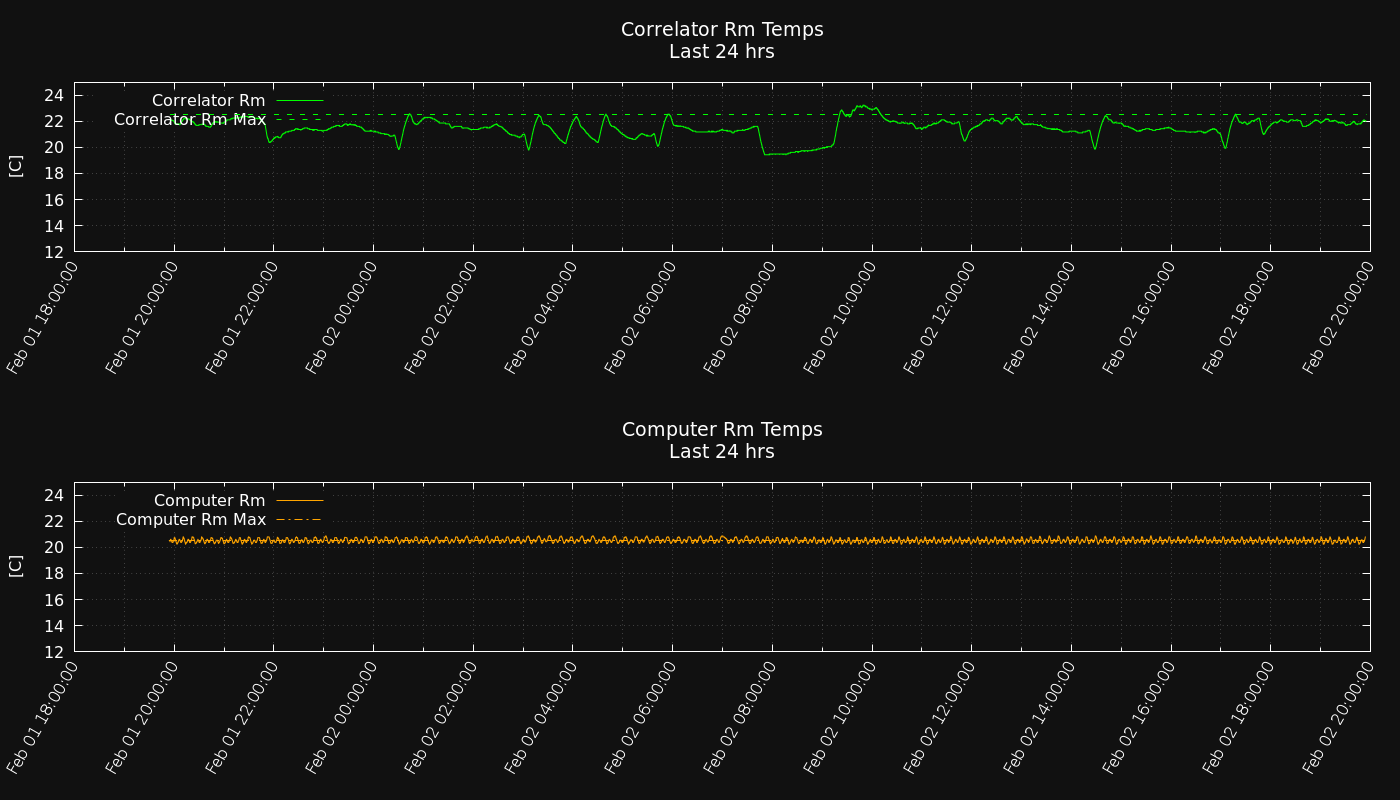 Correlator Rm Temps
Last 24 hrs
Correlator Rm
Correlator Rm Max
[C]
24
22
20
18
16
14
12
Feb 01 18:00:00
Feb 01 20:00:00
Feb 01 22:00:00
Feb 02 00:00:00
Feb 02 02:00:00
Feb 02 04:00:00
Feb 02 06:00:00
Feb 02 08:00:00
Feb 02 10:00:00
Feb 02 12:00:00
Feb 02 14:00:00
Feb 02 16:00:00
Feb 02 18:00:00
Feb 02 20:00:00
Computer Rm Temps
Last 24 hrs
Computer Rm
Computer Rm Max
[C]
24
22
20
18
16
14
12
Feb 01 18:00:00
Feb 01 20:00:00
Feb 01 22:00:00
Feb 02 00:00:00
Feb 02 02:00:00
Feb 02 04:00:00
Feb 02 06:00:00
Feb 02 08:00:00
Feb 02 10:00:00
Feb 02 12:00:00
Feb 02 14:00:00
Feb 02 16:00:00
Feb 02 18:00:00
Feb 02 20:00:00